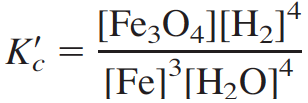 K′c = [Fe3O4][H2]⁴ / [Fe]³[H2O]⁴